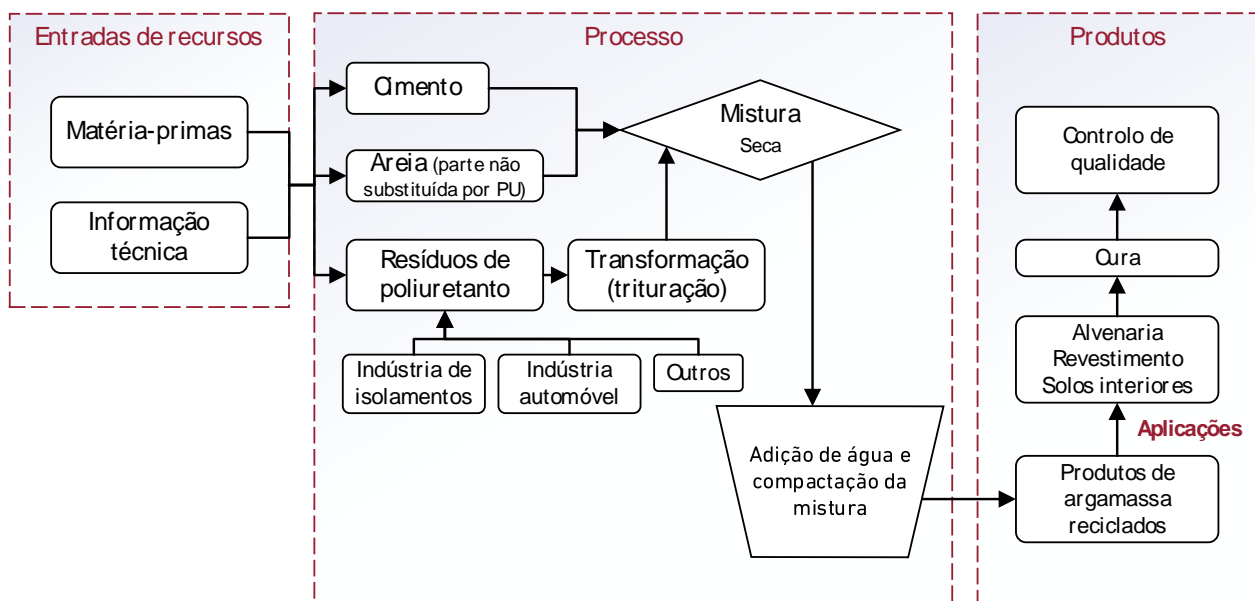 Entradas de recursos
Matéria-primas
Informação
técnica
Processo
Cimento
Areia (parte não
substituída por PU)
Resíduos de
poliuretanto
Transformação
(trituração)
Indústria de
isolamentos
Indústria
automóvel
Outros
Mistura
Seca
Adição de água e
compactação da
mistura
Produtos
Controlo de
qualidade
Cura
Alvenaria
Revestimento
Solos interiores
Aplicações
Produtos de
argamassa
reciclados